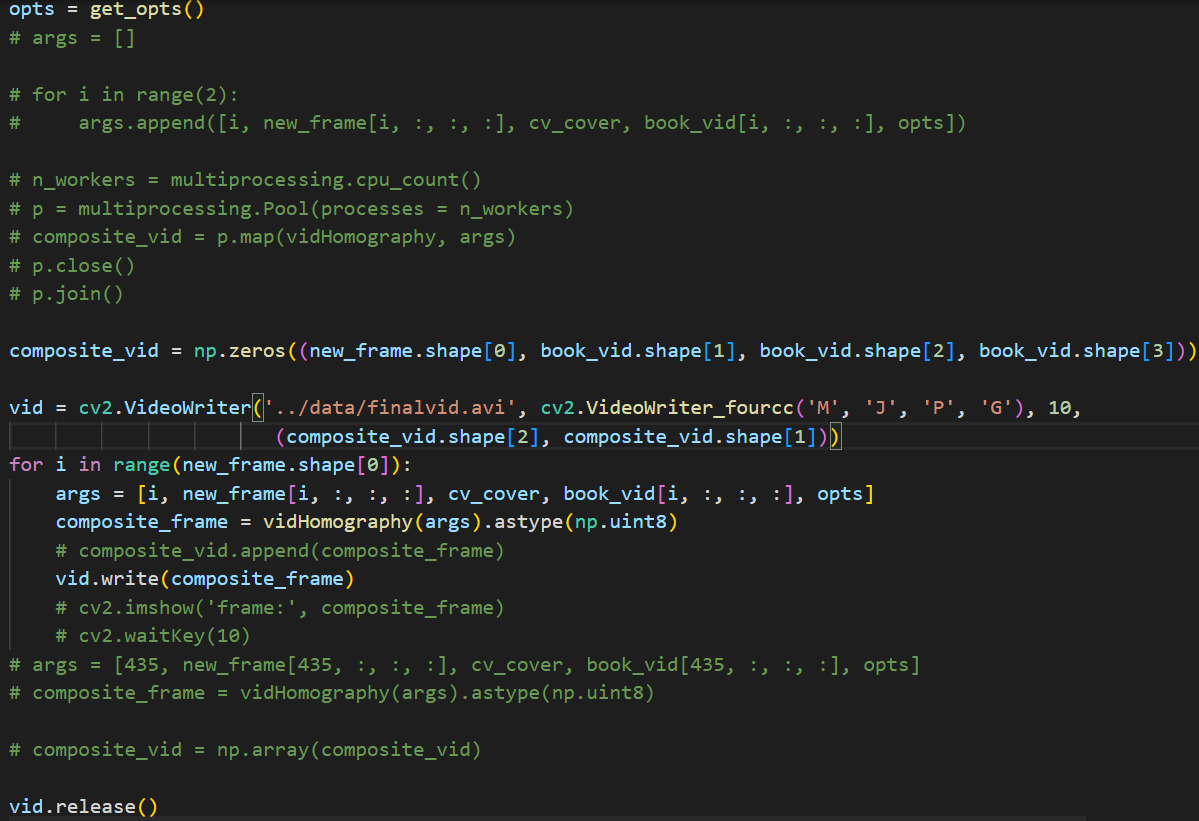 opts = get_opts()
# args = []
# for i in range(2):
#     args.append([i, new_frame[i, :, :, :], cv_cover, book_vid[i, :, :, :], opts])
# n_workers = multiprocessing.cpu_count()
# p = multiprocessing.Pool(processes = n_workers)
# composite_vid = p.map(vidHomography, args)
# p.close()
# p.join()
composite_vid = np.zeros((new_frame.shape[0], book_vid.shape[1], book_vid.shape[2], book_vid.shape[3]))
vid = cv2.VideoWriter('../data/finalvid.avi', cv2.VideoWriter_fourcc('M', 'J', 'P', 'G'), 10,
                       (composite_vid.shape[2], composite_vid.shape[1]))
for i in range(new_frame.shape[0]):
    args = [i, new_frame[i, :, :, :], cv_cover, book_vid[i, :, :, :], opts]
    composite_frame = vidHomography(args).astype(np.uint8)
    # composite_vid.append(composite_frame)
    vid.write(composite_frame)
    # cv2.imshow('frame:', composite_frame)
    # cv2.waitKey(10)
# args = [435, new_frame[435, :, :, :], cv_cover, book_vid[435, :, :, :], opts]
# composite_frame = vidHomography(args).astype(np.uint8)
# composite_vid = np.array(composite_vid)
vid.release()